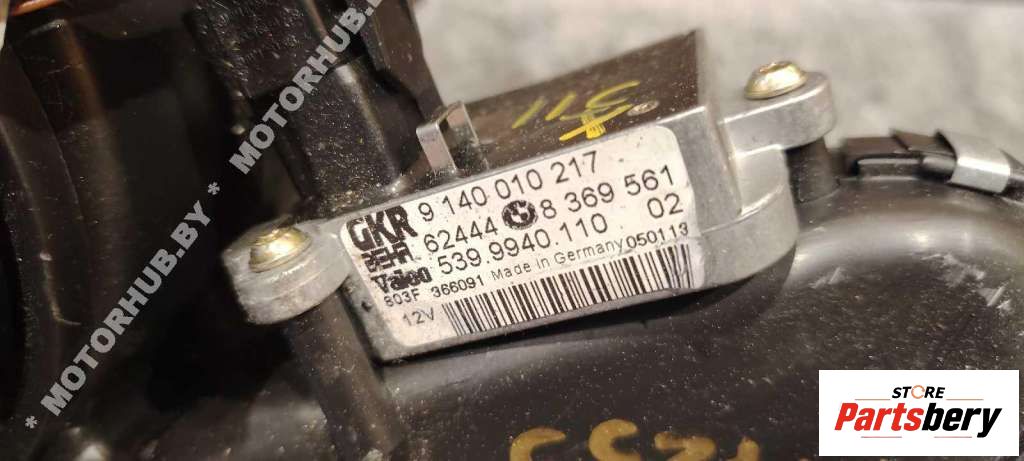 * MOTORHUB.BY * MOTORHUB.BY
311
GKR 9 140 010 217
BEHR 62444 8 369 561
Valeo 539 9940.110 02
803F 366091 Made in Germany 050113
12V
STORE
Partsbery